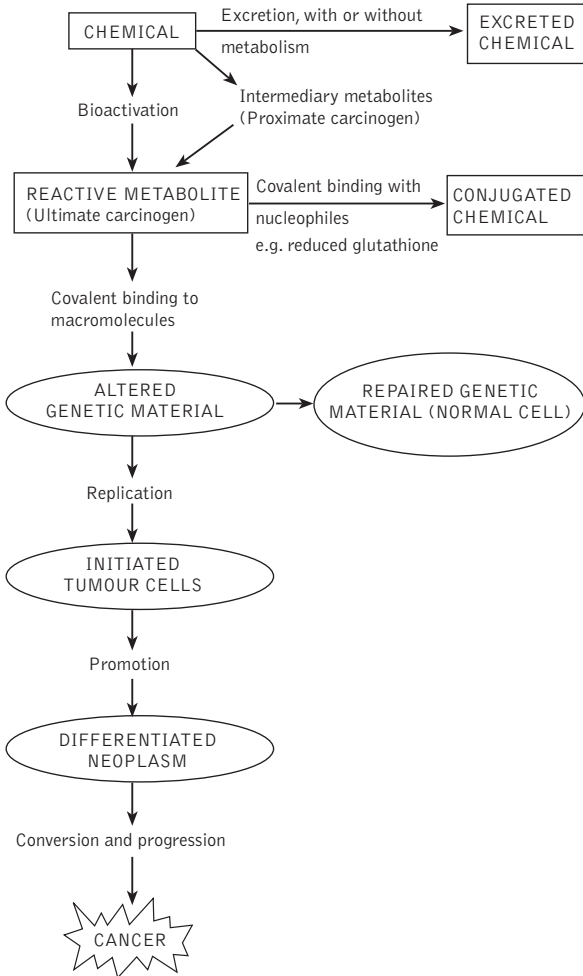 CHEMICAL
Excretion, with or without
metabolism
EXCRETED
CHEMICAL
Bioactivation
Intermediary metabolites
(Proximate carcinogen)
REACTIVE METABOLITE
(Ultimate carcinogen)
Covalent binding with
nucleophiles
e.g. reduced glutathione
CONJUGATED
CHEMICAL
Covalent binding to
macromolecules
ALTERED
GENETIC MATERIAL
REPAIRED GENETIC
MATERIAL (NORMAL CELL)
Replication
INITIATED
TUMOUR CELLS
Promotion
DIFFERENTIATED
NEOPLASM
Conversion and progression
CANCER